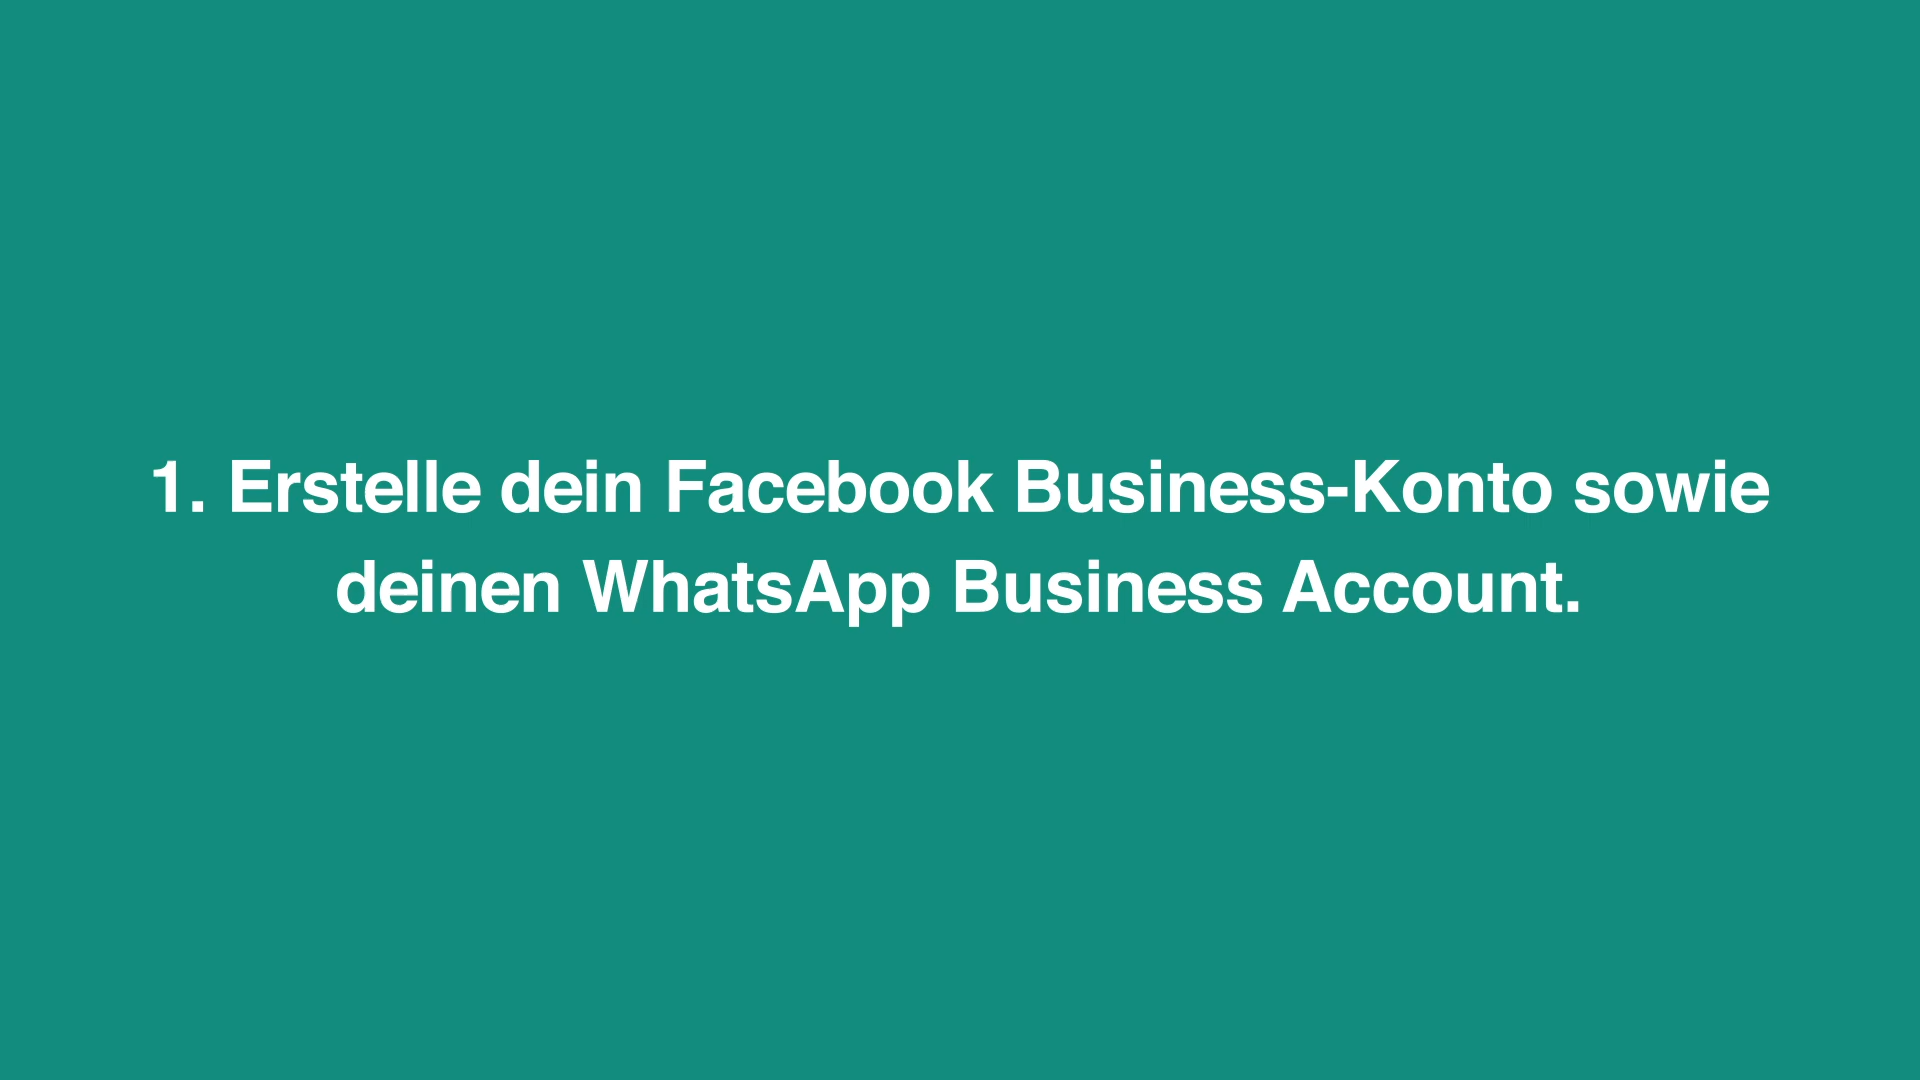 1. Erstelle dein Facebook Business-Konto sowie
deinen WhatsApp Business Account.